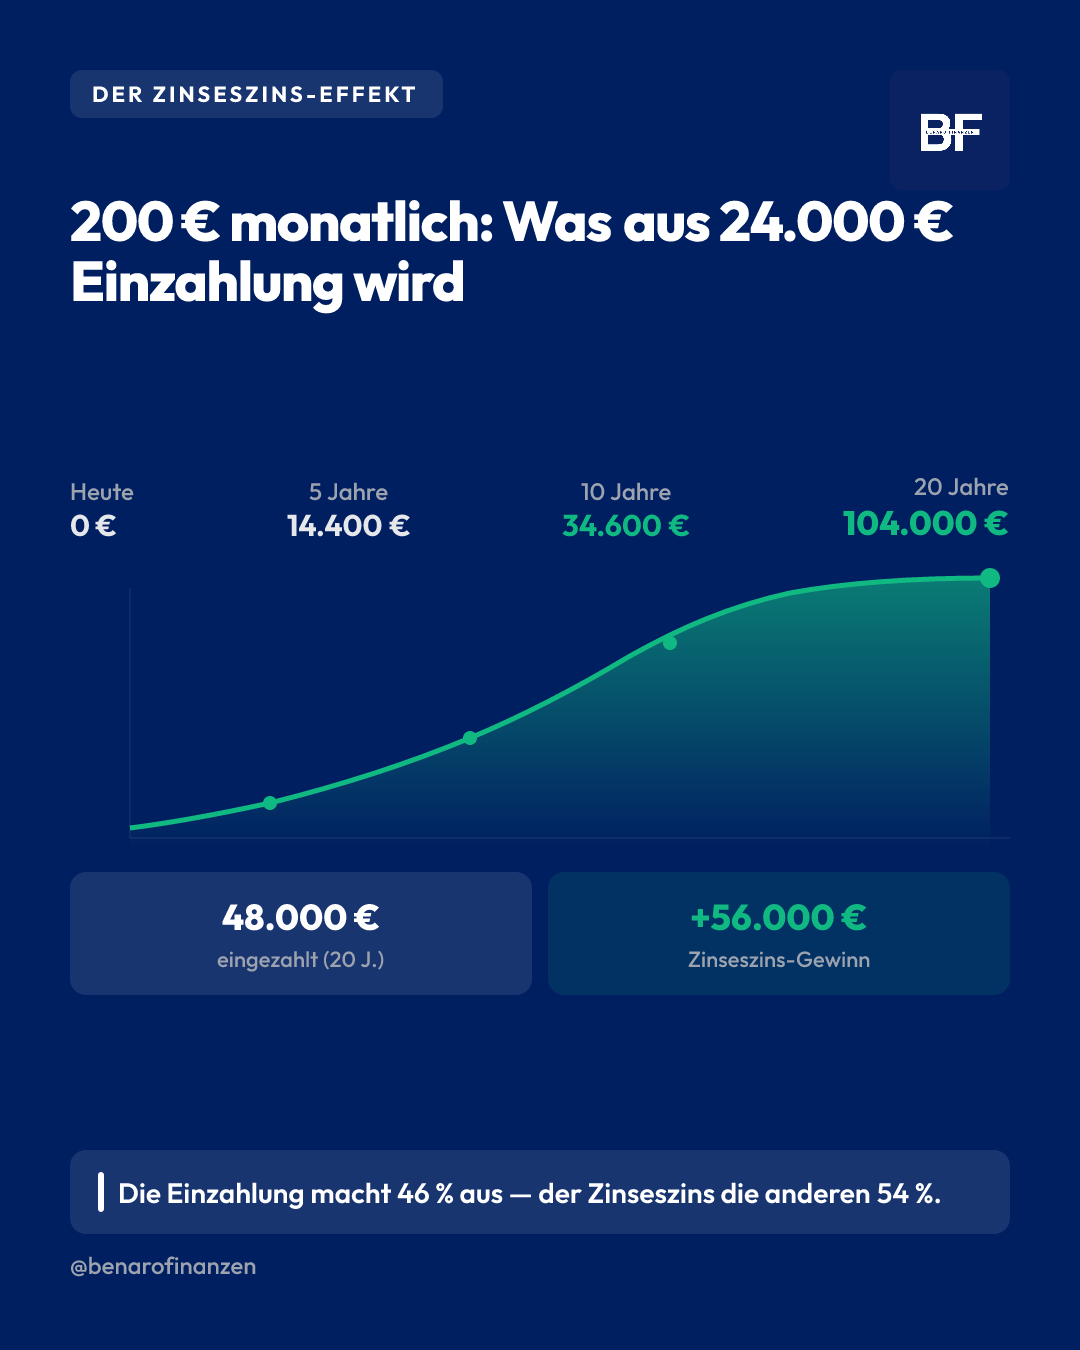 DER ZINSESZINS-EFFEKT
BF
200 € monatlich: Was aus 24.000 €
Einzahlung wird
Heute
0 €
5 Jahre
14.400 €
10 Jahre
34.600 €
20 Jahre
104.000 €
48.000 €
eingezahlt (20 J.)
+56.000 €
Zinseszins-Gewinn
Die Einzahlung macht 46 % aus — der Zinseszins die anderen 54 %.
@benarofinanzen